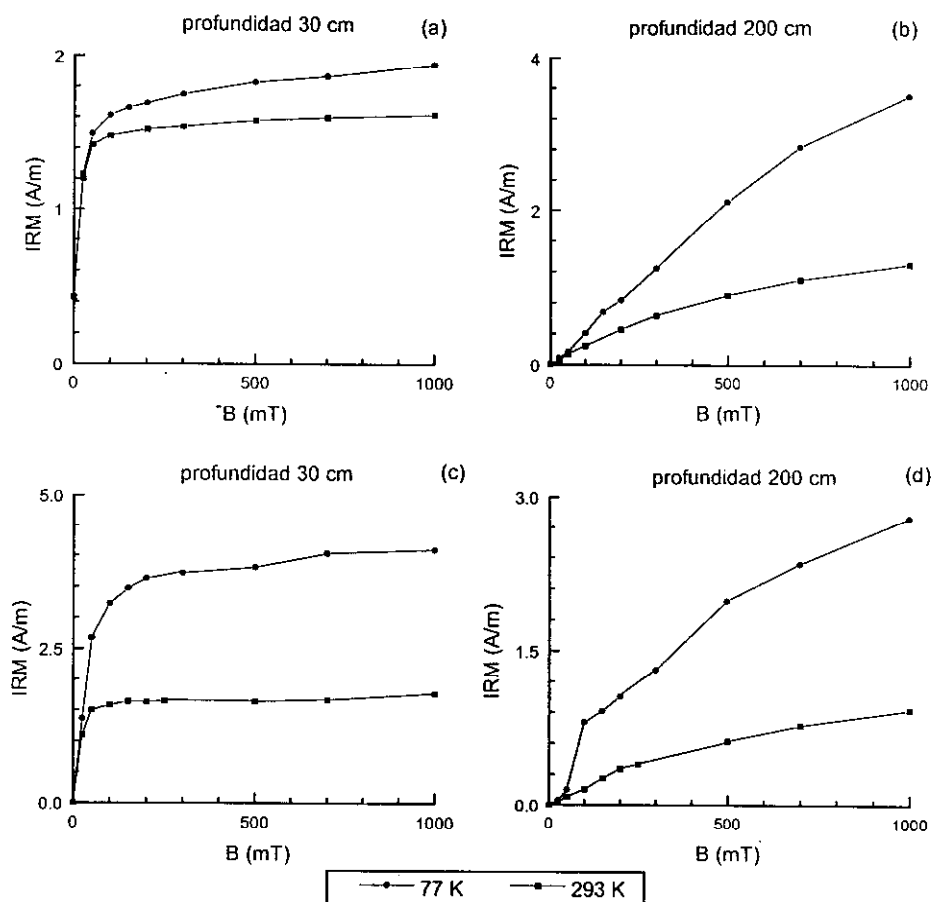 profundidad 30 cm (a)
2
1
0
IRM (A/m)
0 500 1000
B (mT)
profundidad 200 cm (b)
4
2
0
IRM (A/m)
0 500 1000
B (mT)
profundidad 30 cm (c)
5.0
2.5
0.0
IRM (A/m)
0 500 1000
B (mT)
profundidad 200 cm (d)
3.0
1.5
0.0
IRM (A/m)
0 500 1000
B (mT)
77 K 293 K